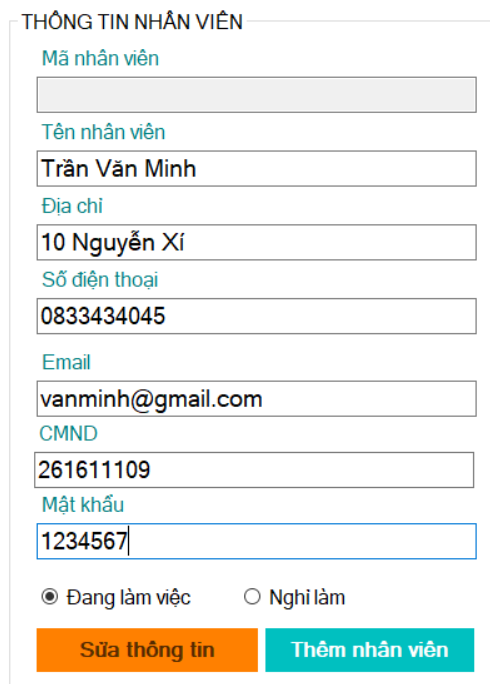 THÔNG TIN NHÂN VIÊN
Mã nhân viên
Tên nhân viên
Trần Văn Minh
Địa chỉ
10 Nguyễn Xí
Số điện thoại
0833434045
Email
vanminh@gmail.com
CMND
261611109
Mật khẩu
1234567
Đang làm việc Nghỉ làm
Sửa thông tin Thêm nhân viên